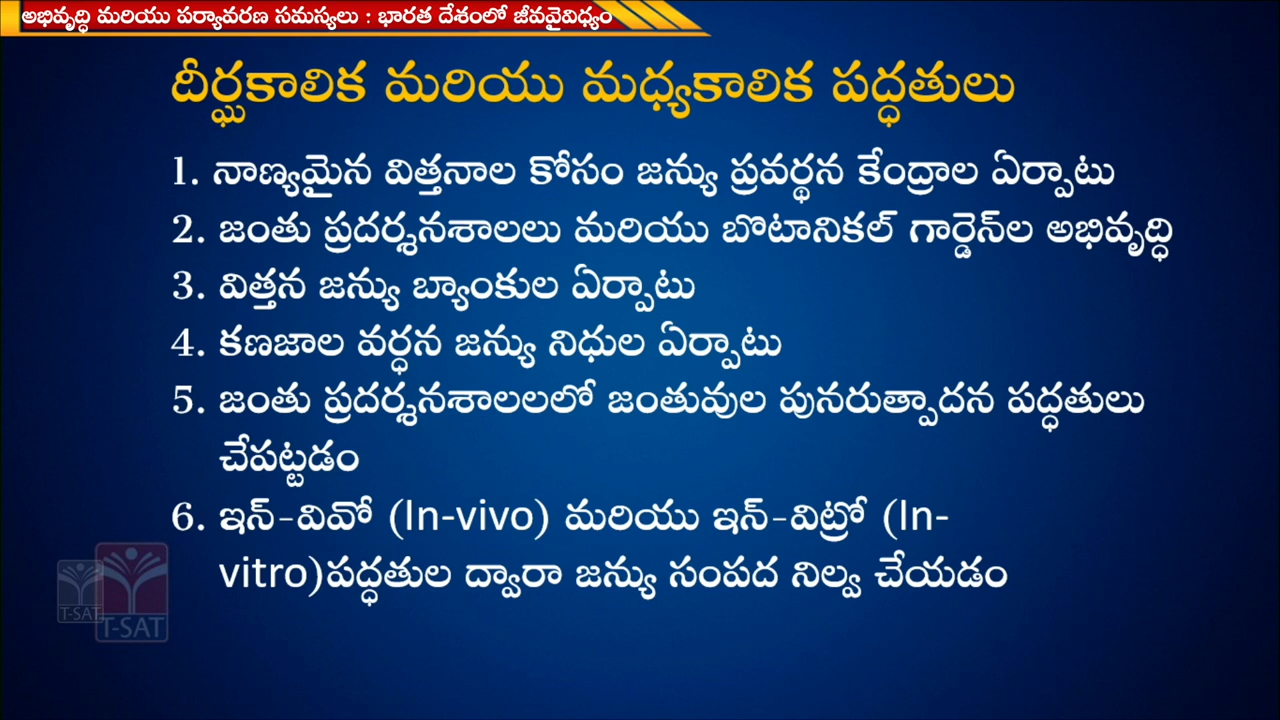 అభివృద్ధి మరియు పర్యావరణ సమస్యలు : భారత దేశంలో జీవవైవిధ్యం
దీర్ఘకాలిక మరియు మధ్యకాలిక పద్ధతులు
1. నాణ్యమైన విత్తనాల కోసం జన్యు ప్రవర్థన కేంద్రాల ఏర్పాటు
2. జంతు ప్రదర్శనశాలలు మరియు బొటానికల్ గార్డెన్‌ల అభివృద్ధి
3. విత్తన జన్యు బ్యాంకుల ఏర్పాటు
4. కణజాల వర్ధన జన్యు నిధుల ఏర్పాటు
5. జంతు ప్రదర్శనశాలలలో జంతువుల పునరుత్పాదన పద్ధతులు
చేపట్టడం
6. ఇన్-వివో (In-vivo) మరియు ఇన్-విట్రో (In-
vitro)పద్ధతుల ద్వారా జన్యు సంపద నిల్వ చేయడం
T-SAT
T-SAT